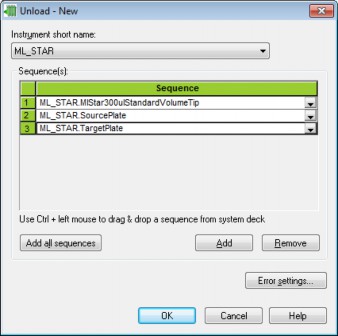 Unload - New
Instrument short name:
ML_STAR
Sequence(s):
Sequence
1 ML_STAR.MlStar300ulStandardVolumeTip
2 ML_STAR.SourcePlate
3 ML_STAR.TargetPlate
Use Ctrl + left mouse to drag & drop a sequence from system deck
Add all sequences Add Remove
Error settings...
OK Cancel Help